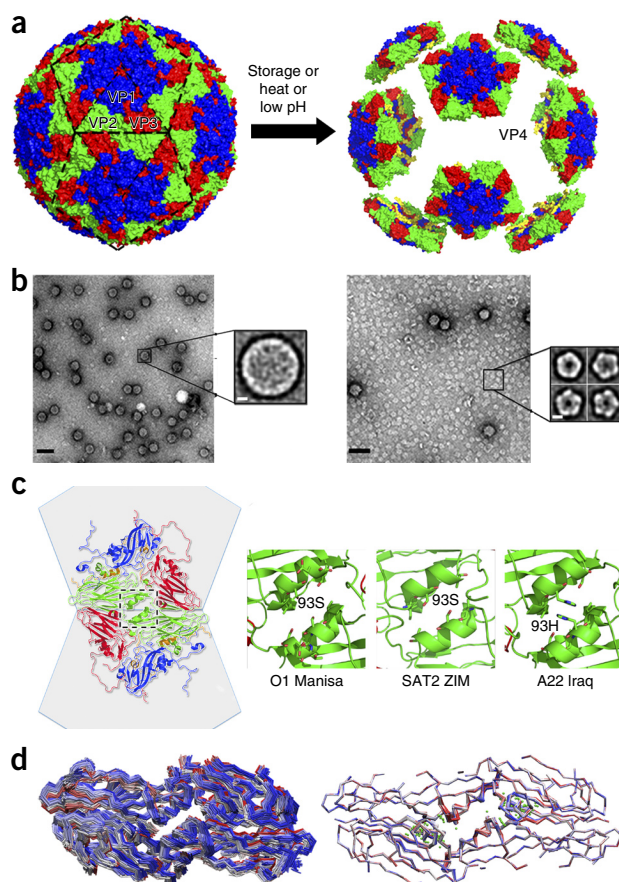 a
VP1
VP2 VP3
Storage or
heat or
low pH
VP4
b
c
93S
93S
93H
O1 Manisa
SAT2 ZIM
A22 Iraq
d